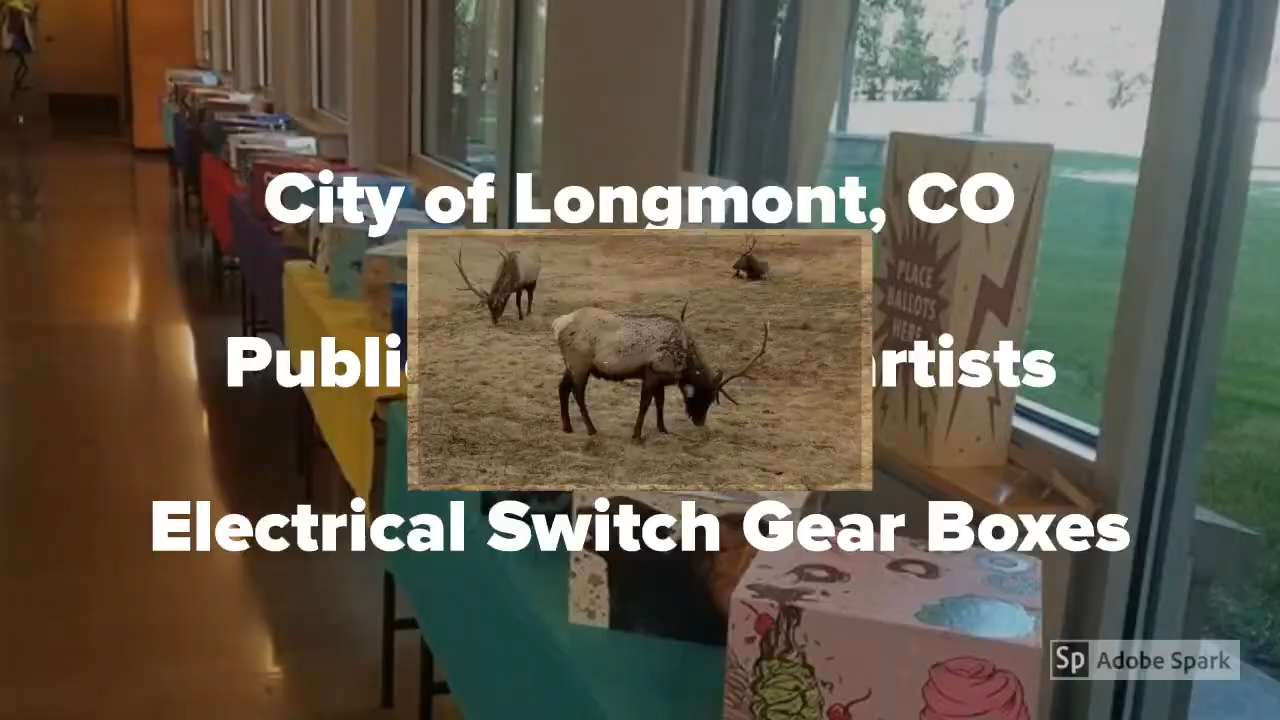 City of Longmont, CO
PLACE
BALLOTS
HERE
Publi
artists
Electrical Switch Gear Boxes
Sp Adobe Spark